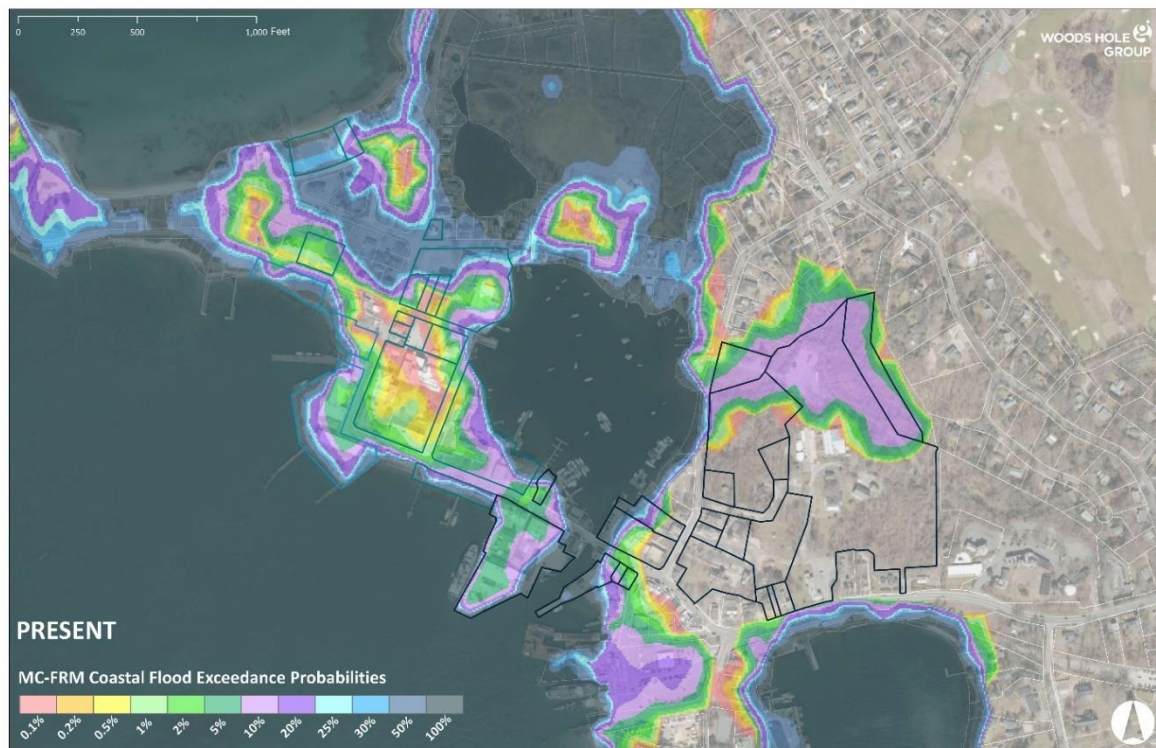 0 250 500 1,000 Feet
WOODS HOLE
GROUP
PRESENT
MC-FRM Coastal Flood Exceedance Probabilities
0.1% 0.2% 0.5% 1% 2% 5% 10% 20% 25% 30% 50% 100%